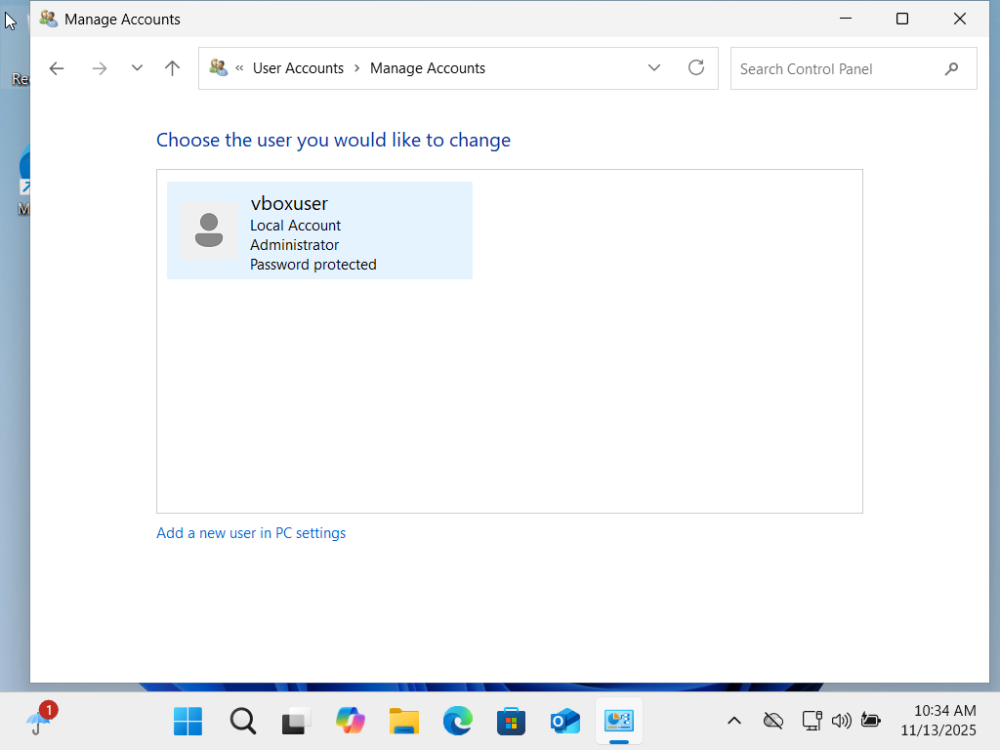 Manage Accounts
« User Accounts › Manage Accounts
Search Control Panel
Choose the user you would like to change
vboxuser
Local Account
Administrator
Password protected
Add a new user in PC settings
1
10:34 AM
11/13/2025